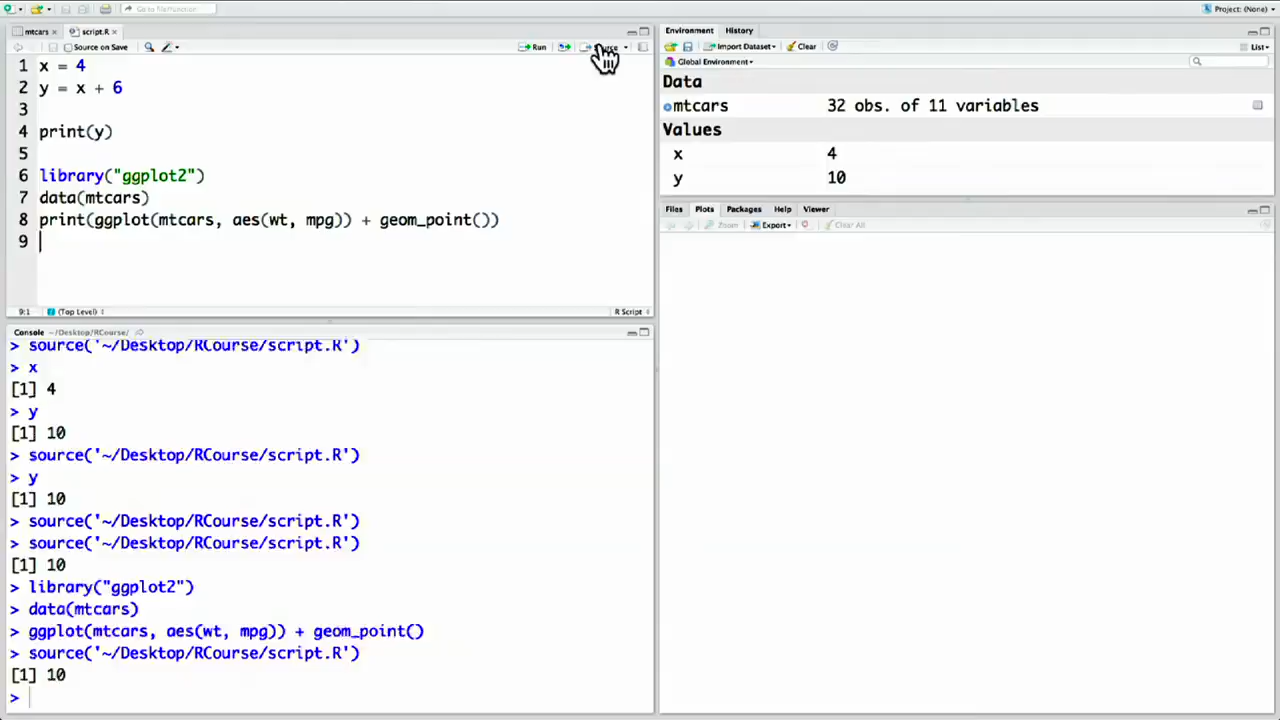 Go to file/function
Project: (None)
mtcars
script.R
Source on Save
Run
1 x = 4
2 y = x + 6
3
4 print(y)
5
6 library("ggplot2")
7 data(mtcars)
8 print(ggplot(mtcars, aes(wt, mpg)) + geom_point())
9
9:1 (Top Level) R Script
Console ~/Desktop/RCourse/
> source('~/Desktop/RCourse/script.R')
> x
[1] 4
> y
[1] 10
> source('~/Desktop/RCourse/script.R')
> y
[1] 10
> source('~/Desktop/RCourse/script.R')
> source('~/Desktop/RCourse/script.R')
[1] 10
> library("ggplot2")
> data(mtcars)
> ggplot(mtcars, aes(wt, mpg)) + geom_point()
> source('~/Desktop/RCourse/script.R')
[1] 10
>
Environment History
Import Dataset Clear List
Global Environment
Data
mtcars 32 obs. of 11 variables
Values
x 4
y 10
Files Plots Packages Help Viewer
Zoom Export Clear All